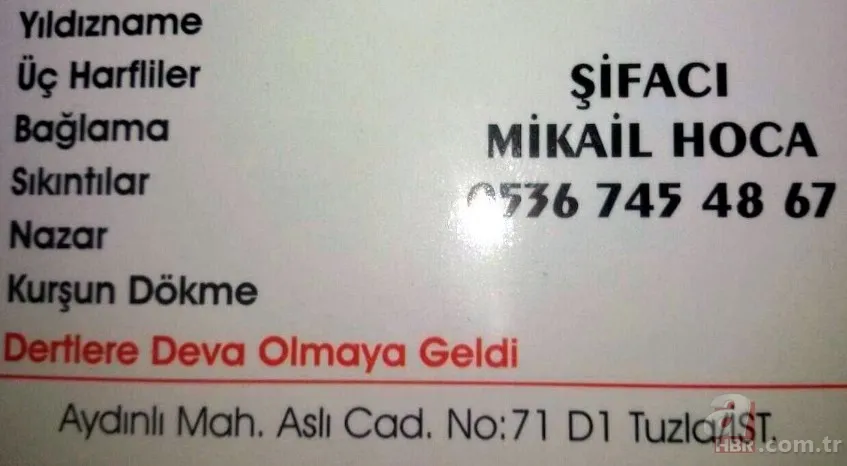 Yıldızname
Üç Harfliler
Bağlama
Sıkıntılar
Nazar
Kurşun Dökme
ŞİFACI
MİKAİL HOCA
0536 745 48 67
Dertlere Deva Olmaya Geldi
Aydınlı Mah. Aslı Cad. No:71 D1 Tuzla/İST.
a
HBR.com.tr